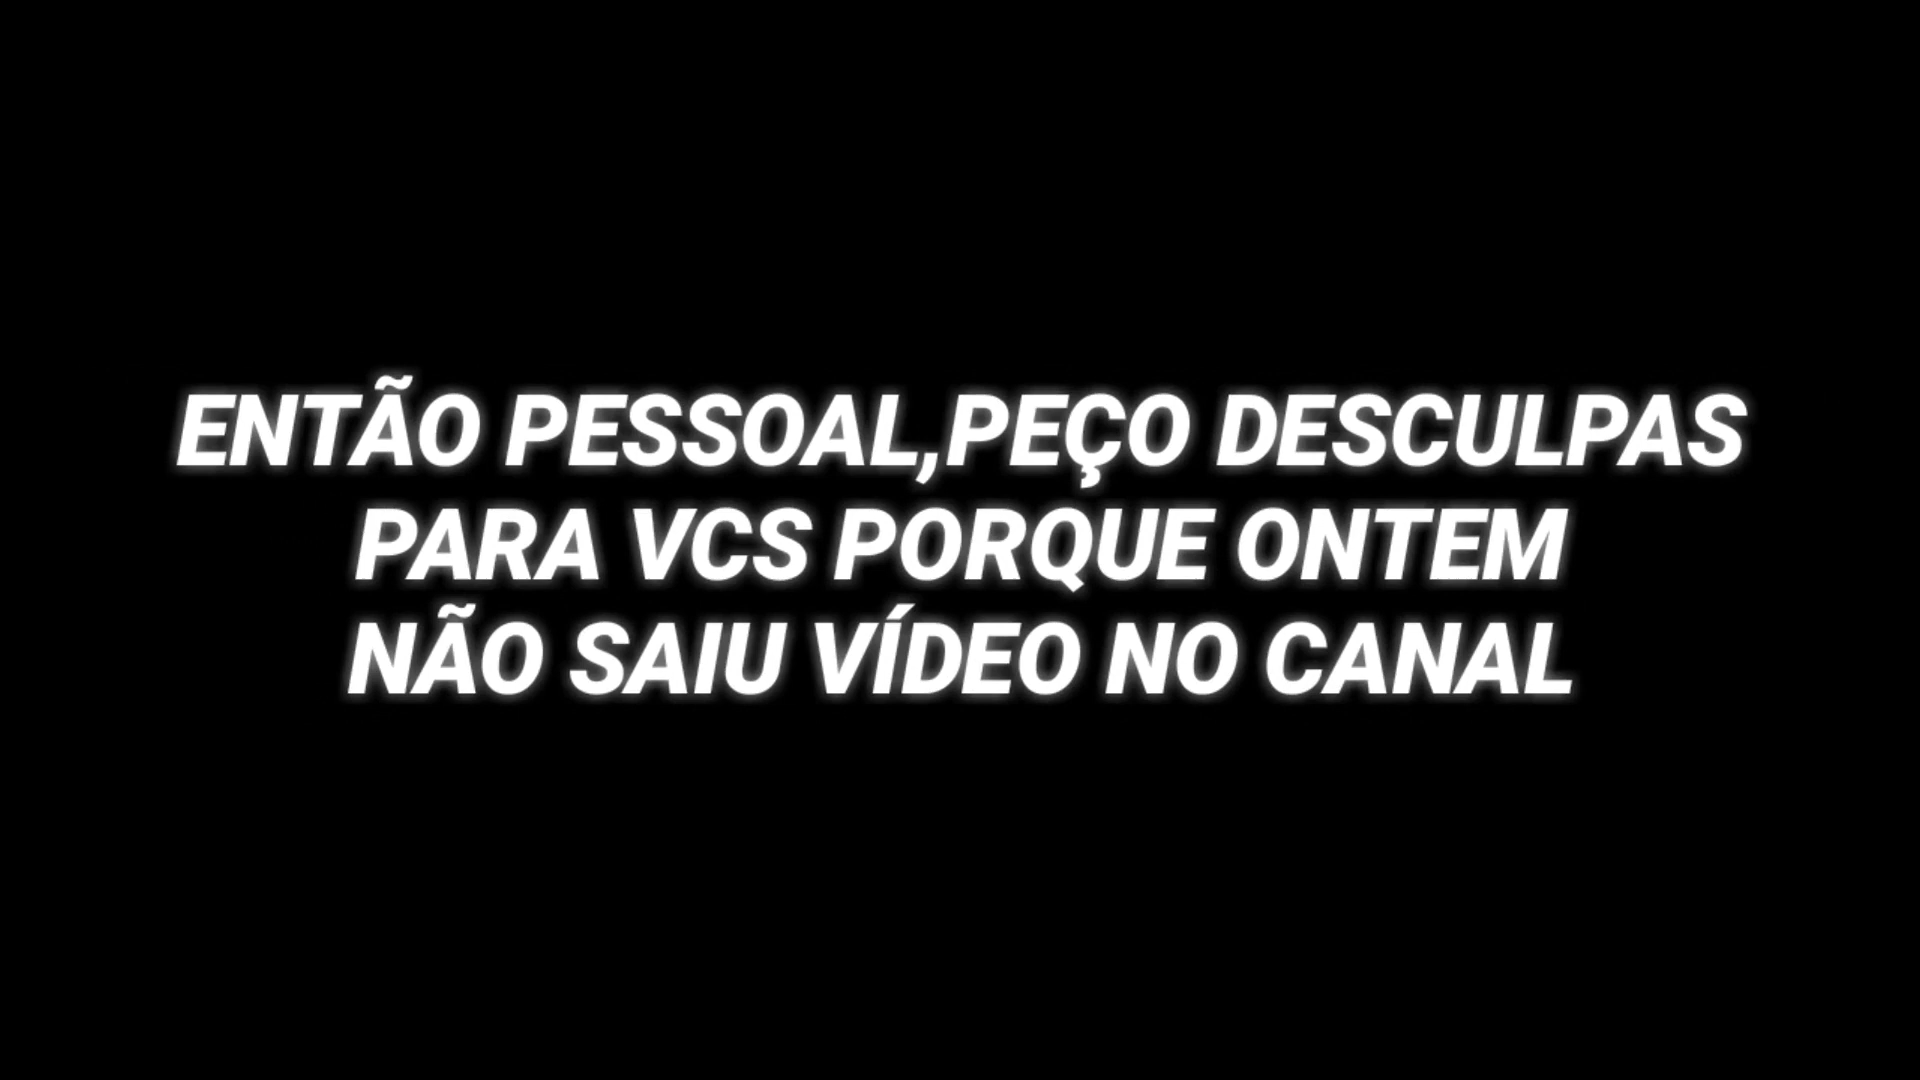 ENTÃO PESSOAL,PEÇO DESCULPAS
PARA VCS PORQUE ONTEM
NÃO SAIU VÍDEO NO CANAL